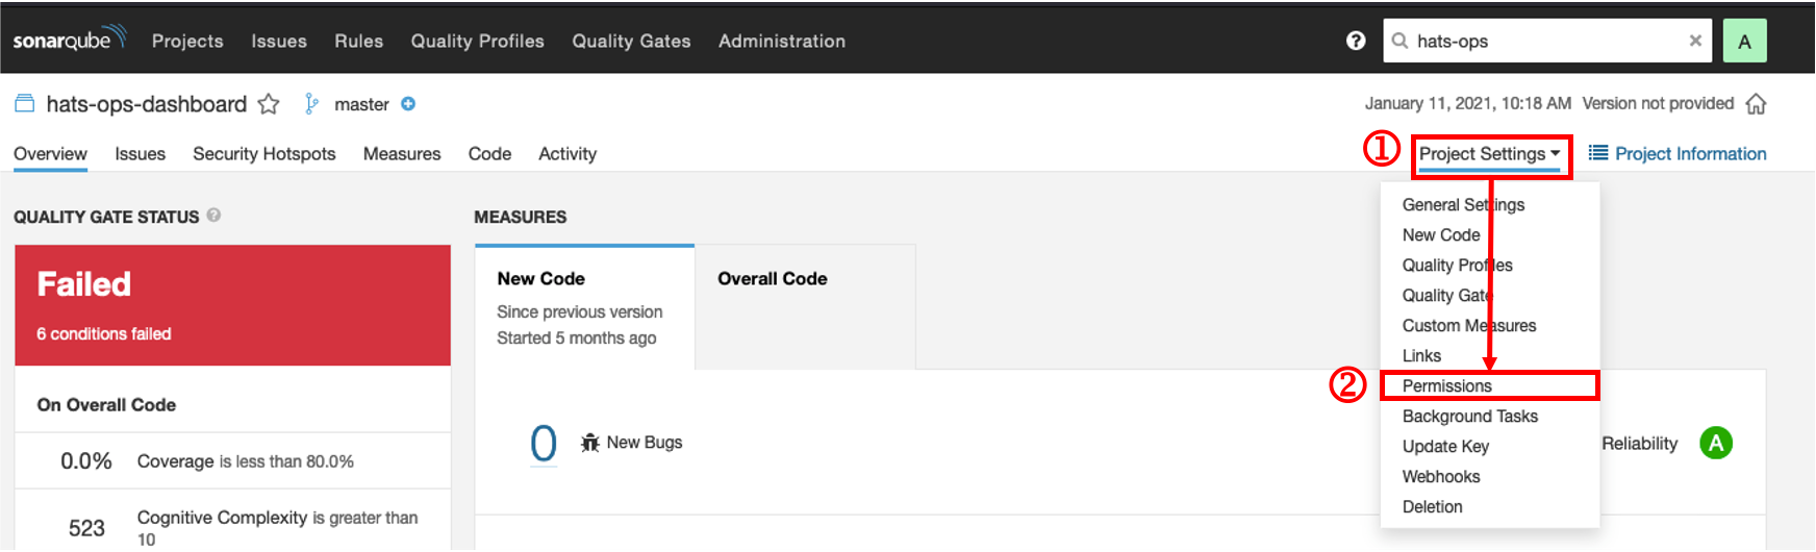 sonarqube Projects Issues Rules Quality Profiles Quality Gates Administration ? hats-ops × A
hats-ops-dashboard master January 11, 2021, 10:18 AM Version not provided
Overview Issues Security Hotspots Measures Code Activity ① Project Settings Project Information
General Settings
New Code
Quality Profiles
Quality Gate
Custom Measures
Links
② Permissions
Background Tasks
Update Key
Webhooks
Deletion
QUALITY GATE STATUS ?
Failed
6 conditions failed
On Overall Code
0.0% Coverage is less than 80.0%
523 Cognitive Complexity is greater than
10
MEASURES
New Code
Since previous version
Started 5 months ago
Overall Code
0 New Bugs
Reliability A